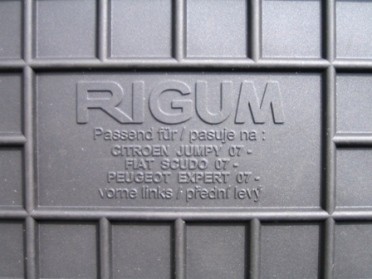 RIGUM
Passend für / pasuje na :
CITROEN JUMPY 07 -
FIAT SCUDO 07 -
PEUGEOT EXPERT 07 -
vorne links / přední levý